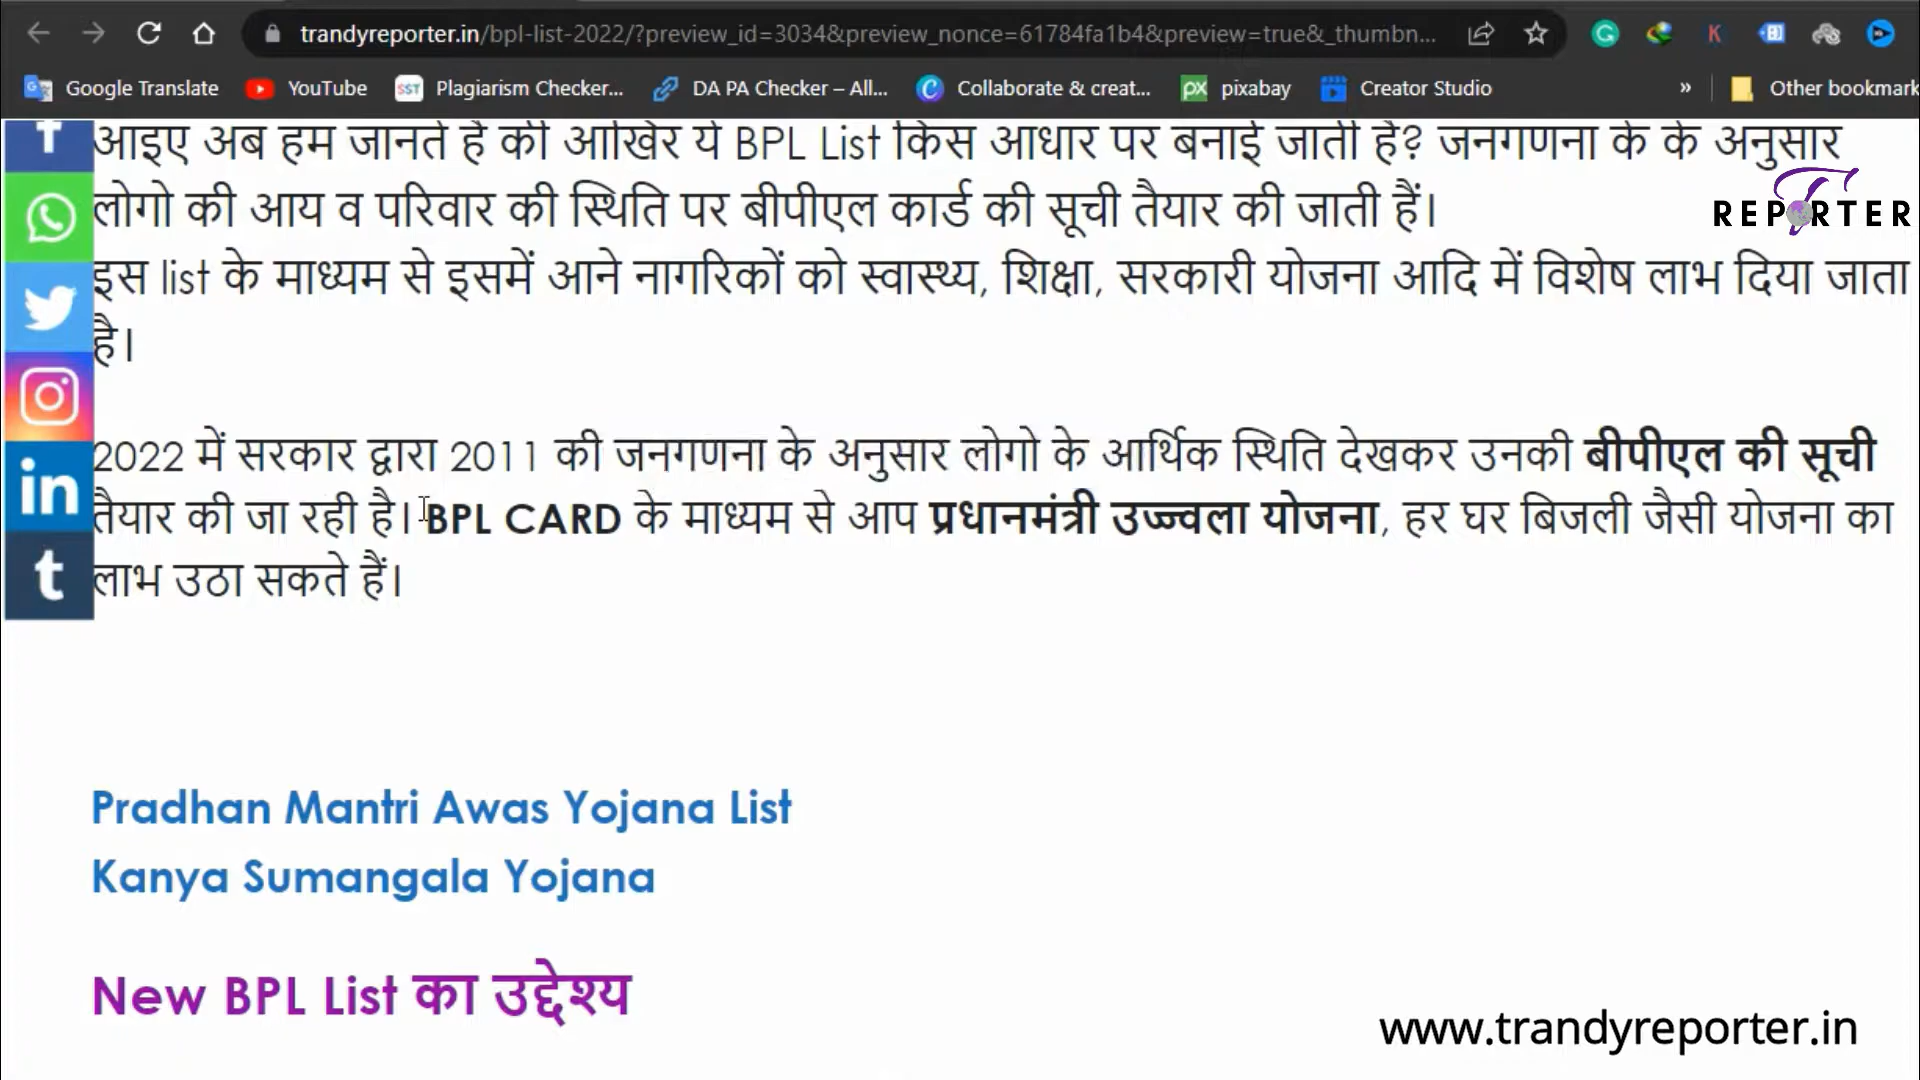 trandyreporter.in/bpl-list-2022/?preview_id=3034&preview_nonce=61784fa1b4&preview=true&_thumbn...
Google Translate YouTube SST Plagiarism Checker... DA PA Checker – All... Collaborate & creat... px pixabay Creator Studio » Other bookmark
आइए अब हम जानते है की आखिर ये BPL List किस आधार पर बनाई जाती है? जनगणना के के अनुसार
लोगो की आय व परिवार की स्थिति पर बीपीएल कार्ड की सूची तैयार की जाती हैं।
REPORTER
इस list के माध्यम से इसमें आने नागरिकों को स्वास्थ्य, शिक्षा, सरकारी योजना आदि में विशेष लाभ दिया जाता
है।
2022 में सरकार द्वारा 2011 की जनगणना के अनुसार लोगो के आर्थिक स्थिति देखकर उनकी बीपीएल की सूची
तैयार की जा रही है। BPL CARD के माध्यम से आप प्रधानमंत्री उज्ज्वला योजना, हर घर बिजली जैसी योजना का
लाभ उठा सकते हैं।
Pradhan Mantri Awas Yojana List
Kanya Sumangala Yojana
New BPL List का उद्देश्य
www.trandyreporter.in